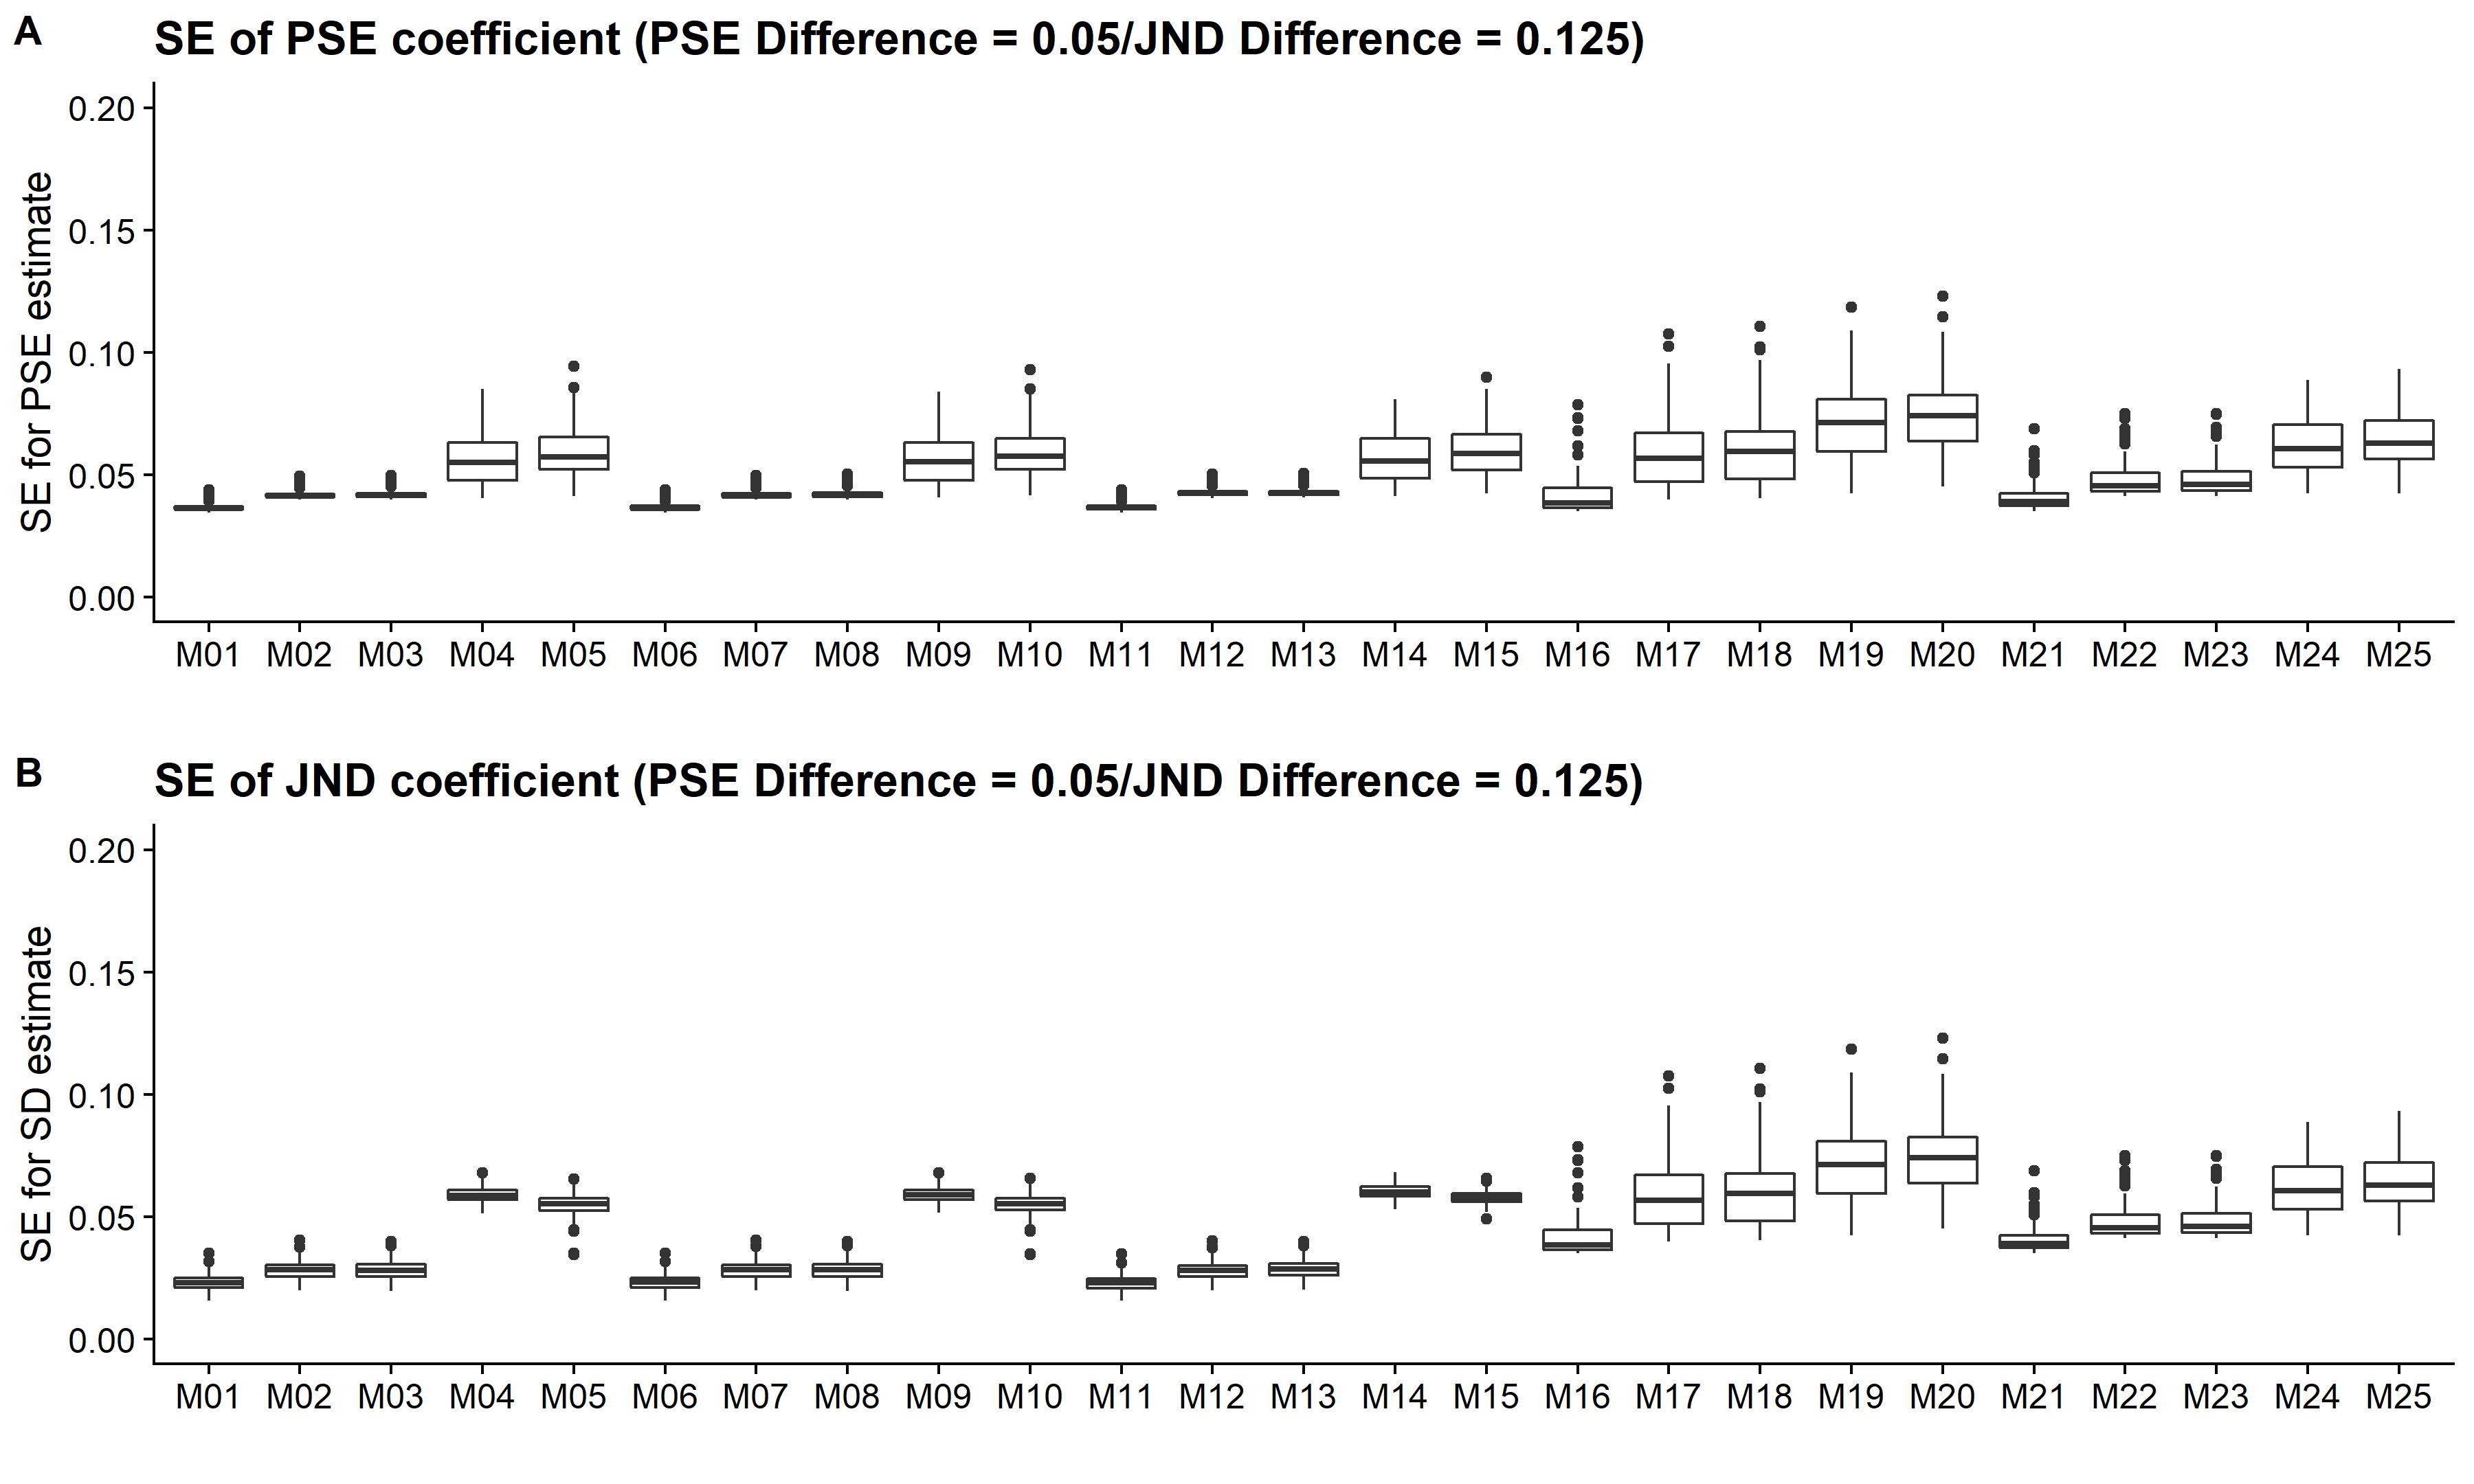 A
SE of PSE coefficient (PSE Difference = 0.05/JND Difference = 0.125)
SE for PSE estimate
0.20
0.15
0.10
0.05
0.00
M01 M02 M03 M04 M05 M06 M07 M08 M09 M10 M11 M12 M13 M14 M15 M16 M17 M18 M19 M20 M21 M22 M23 M24 M25
B
SE of JND coefficient (PSE Difference = 0.05/JND Difference = 0.125)
SE for SD estimate
0.20
0.15
0.10
0.05
0.00
M01 M02 M03 M04 M05 M06 M07 M08 M09 M10 M11 M12 M13 M14 M15 M16 M17 M18 M19 M20 M21 M22 M23 M24 M25